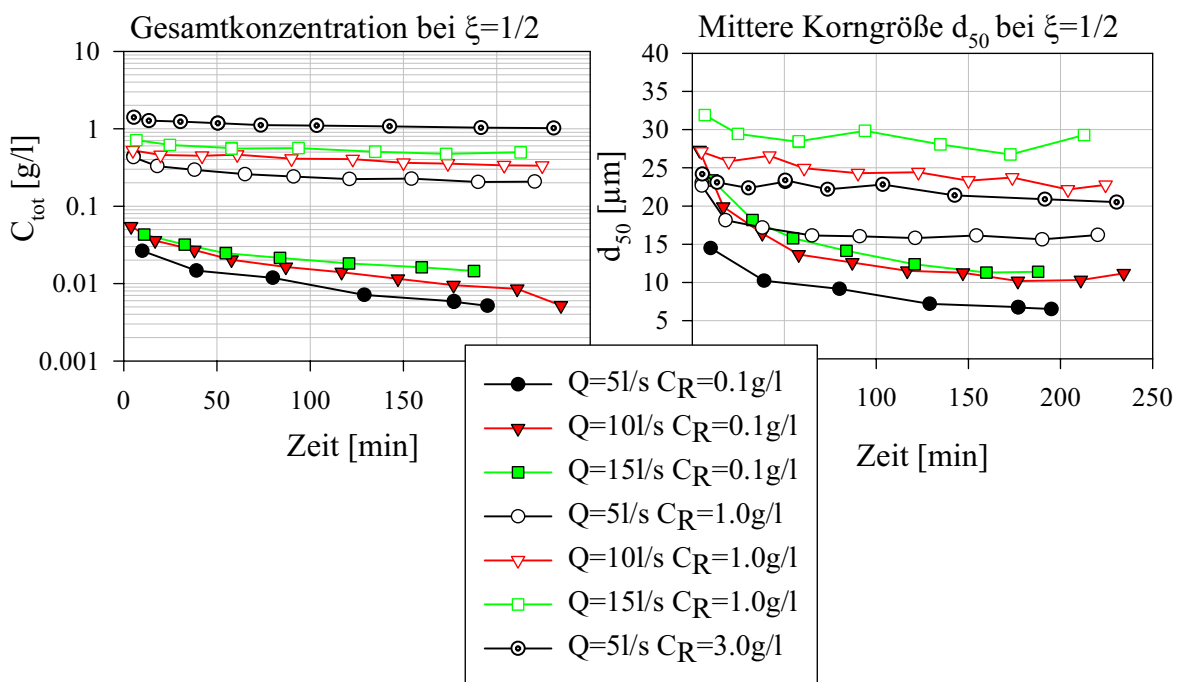 Gesamtkonzentration bei ξ=1/2
10
1
0.1
0.01
0.001
C_tot [g/l]
0 50 100 150
Zeit [min]
Mittere Korngröße d_50 bei ξ=1/2
40
35
30
25
20
15
10
5
d_50 [µm]
100 150 200 250
Zeit [min]
Q=5l/s C_R=0.1g/l
Q=10l/s C_R=0.1g/l
Q=15l/s C_R=0.1g/l
Q=5l/s C_R=1.0g/l
Q=10l/s C_R=1.0g/l
Q=15l/s C_R=1.0g/l
Q=5l/s C_R=3.0g/l